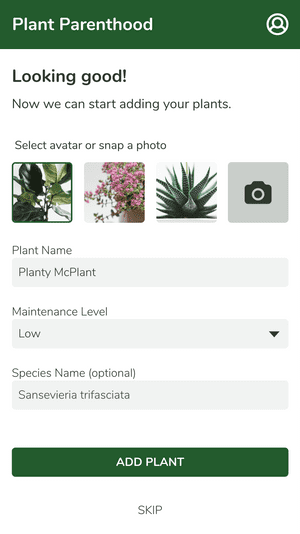 Plant Parenthood
Looking good!
Now we can start adding your plants.
Select avatar or snap a photo
Plant Name
Planty McPlant
Maintenance Level
Low
Species Name (optional)
Sansevieria trifasciata
ADD PLANT
SKIP